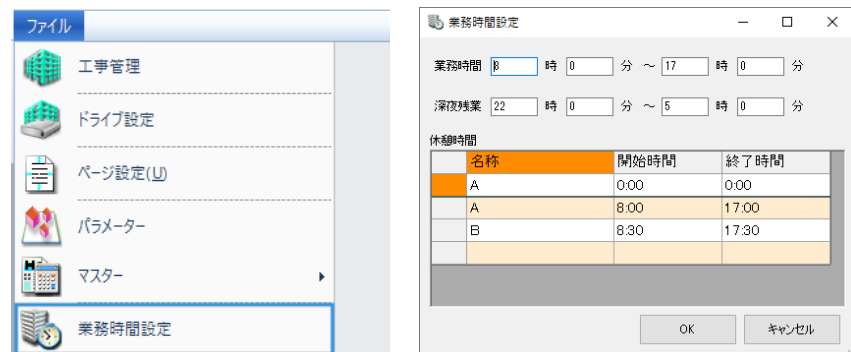 ファイル
工事管理
ドライブ設定
ページ設定(U)
パラメーター
マスター
業務時間設定
業務時間設定
業務時間 8 時 0 分 ～ 17 時 0 分
深夜残業 22 時 0 分 ～ 5 時 0 分
休憩時間
名称 開始時間 終了時間
A 0:00 0:00
A 8:00 17:00
B 8:30 17:30
OK キャンセル